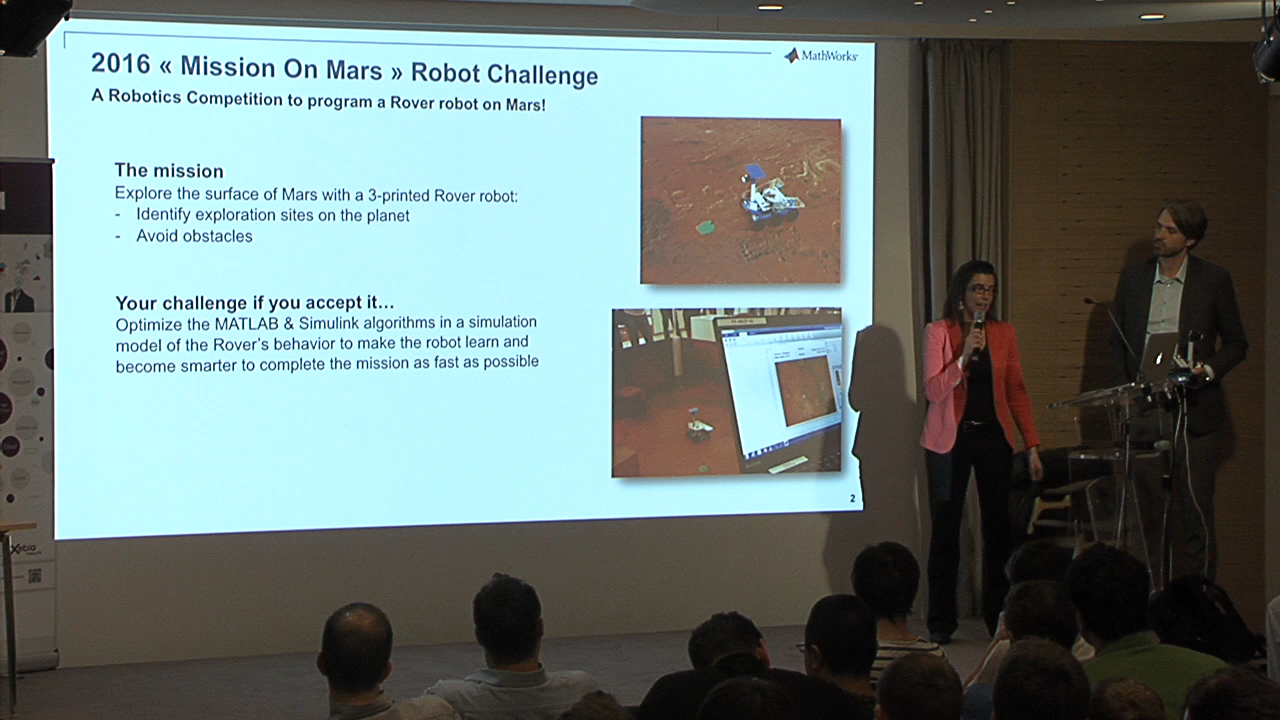 2016 « Mission On Mars » Robot Challenge
MathWorks
A Robotics Competition to program a Rover robot on Mars!
The mission
Explore the surface of Mars with a 3-printed Rover robot:
- Identify exploration sites on the planet
- Avoid obstacles
Your challenge if you accept it...
Optimize the MATLAB & Simulink algorithms in a simulation
model of the Rover's behavior to make the robot learn and
become smarter to complete the mission as fast as possible
2
Xebia